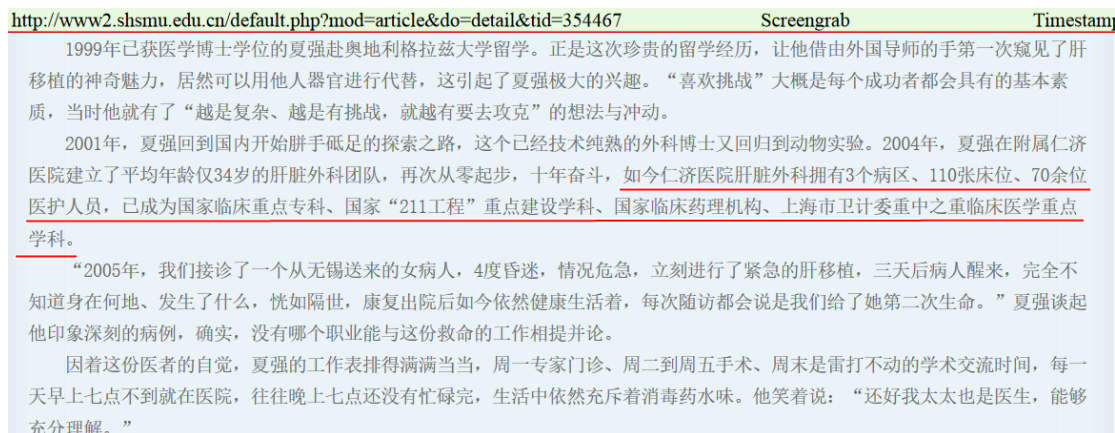 http://www2.shsmu.edu.cn/default.php?mod=article&do=detail&tid=354467 Screengrab Timestamp
1999年已获医学博士学位的夏强赴奥地利格拉兹大学留学。正是这次珍贵的留学经历，让他借由外国导师的手第一次窥见了肝
移植的神奇魅力，居然可以用他人器官进行代替，这引起了夏强极大的兴趣。“喜欢挑战”大概是每个成功者都会具有的基本素
质，当时他就有了“越是复杂、越是有挑战，就越有要去攻克”的想法与冲动。
2001年，夏强回到国内开始胼手砥足的探索之路，这个已经技术纯熟的外科博士又回归到动物实验。2004年，夏强在附属仁济
医院建立了平均年龄仅34岁的肝脏外科团队，再次从零起步，十年奋斗，如今仁济医院肝脏外科拥有3个病区、110张床位、70余位
医护人员，已成为国家临床重点专科、国家“211工程”重点建设学科、国家临床药理机构、上海市卫计委重中之重临床医学重点
学科。
“2005年，我们接诊了一个从无锡送来的女病人，4度昏迷，情况危急，立刻进行了紧急的肝移植，三天后病人醒来，完全不
知道身在何地、发生了什么，恍如隔世，康复出院后如今依然健康生活着，每次随访都会说是我们给了她第二次生命。”夏强谈起
他印象深刻的病例，确实，没有哪个职业能与这份救命的工作相提并论。
因着这份医者的自觉，夏强的工作表排得满满当当，周一专家门诊、周二到周五手术、周末是雷打不动的学术交流时间，每一
天早上七点不到就在医院，往往晚上七点还没有忙碌完，生活中依然充斥着消毒药水味。他笑着说：“还好我太太也是医生，能够
充分理解。”